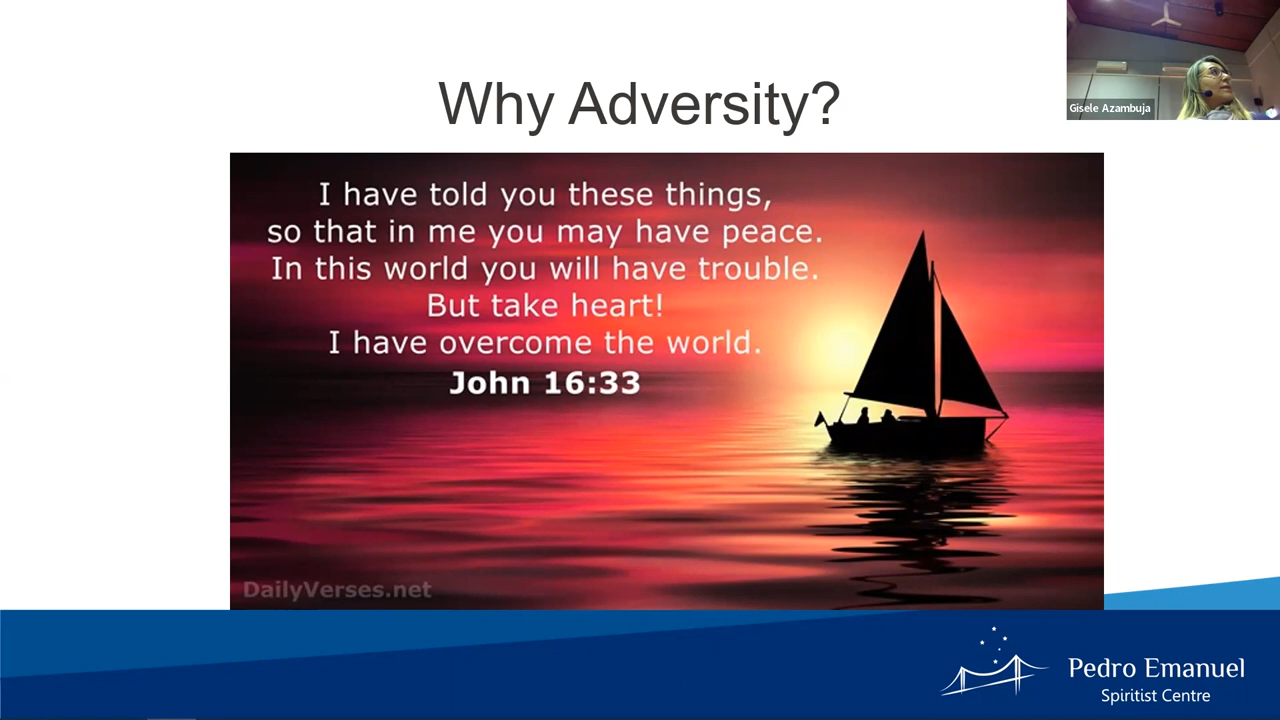 Why Adversity?
Gisele Azambuja
I have told you these things,
so that in me you may have peace.
In this world you will have trouble.
But take heart!
I have overcome the world.
John 16:33
DailyVerses.net
Pedro Emanuel
Spiritist Centre